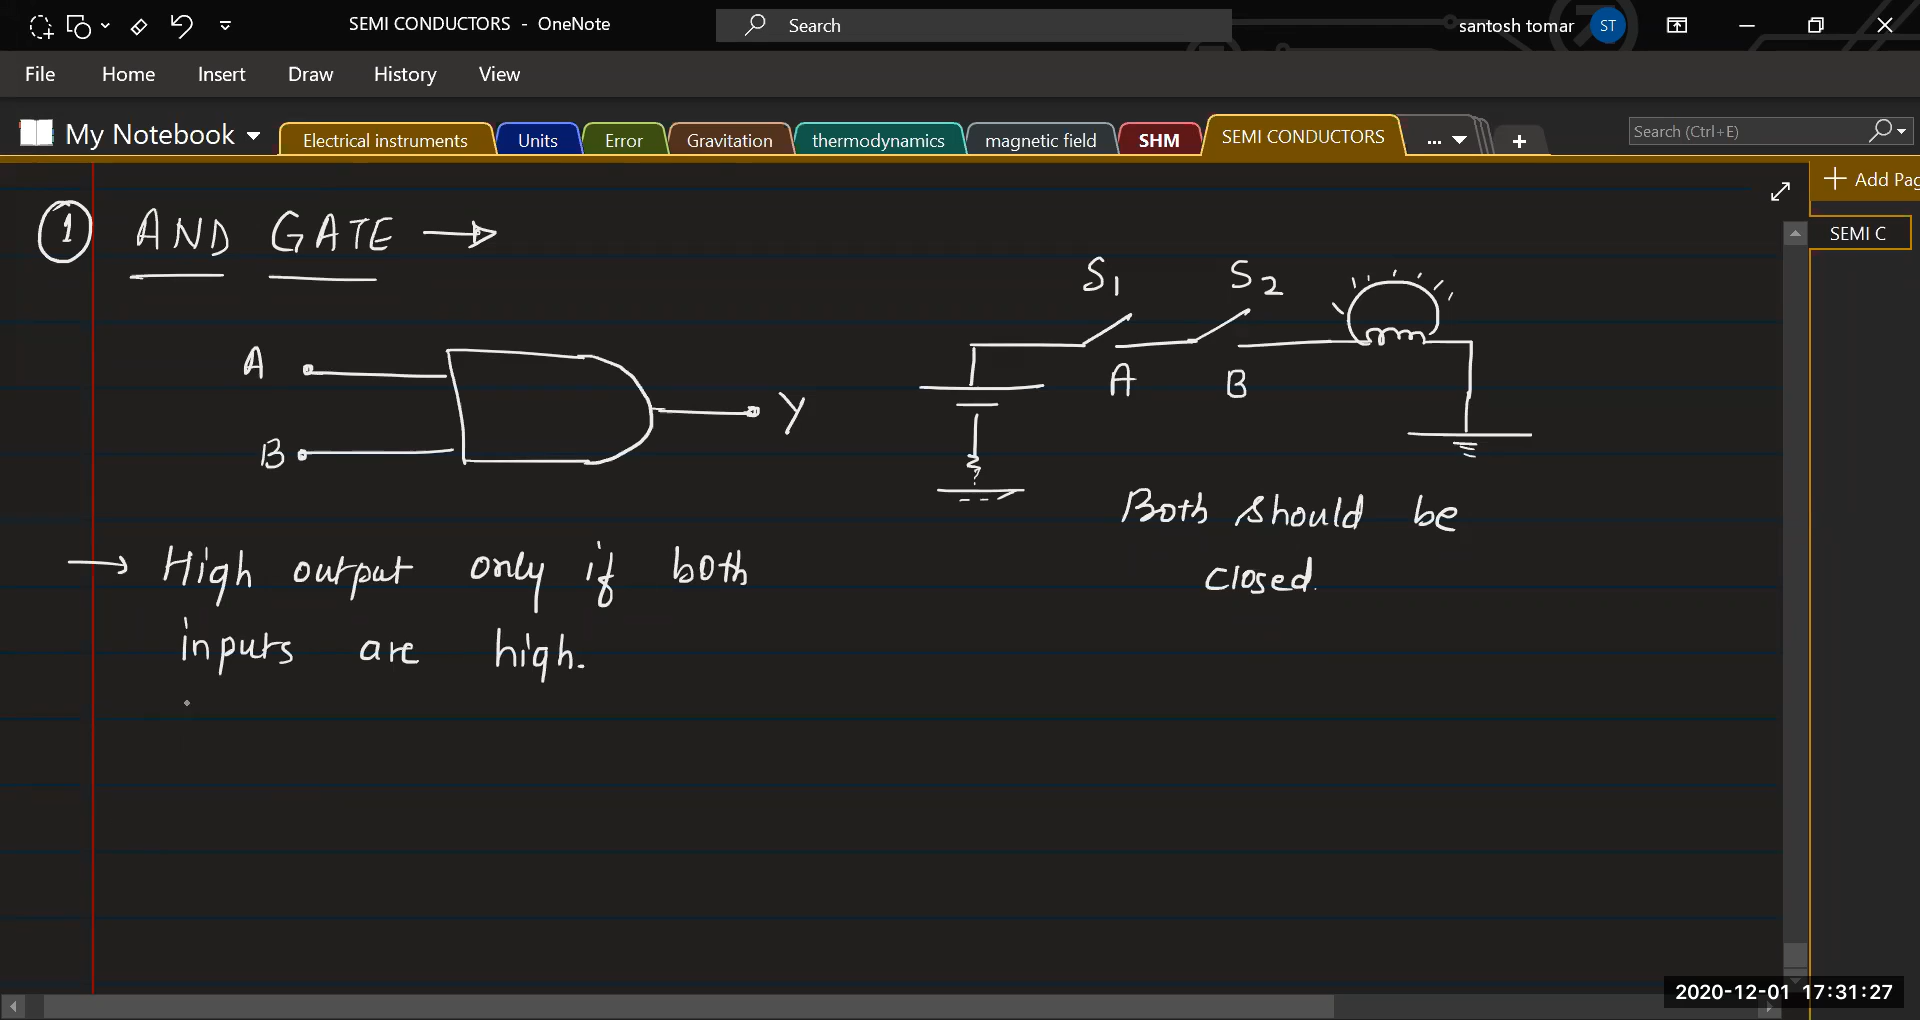 SEMI CONDUCTORS - OneNote
Search
santosh tomar
ST
File Home Insert Draw History View
My Notebook
Electrical instruments
Units
Error
Gravitation
thermodynamics
magnetic field
SHM
SEMI CONDUCTORS
...
+
Search (Ctrl+E)
+ Add Pag
SEMI C
1 AND GATE →
A
B
Y
S1
S2
A
B
Both should be
closed.
→ High output only if both
inputs are high.
2020-12-01 17:31:27